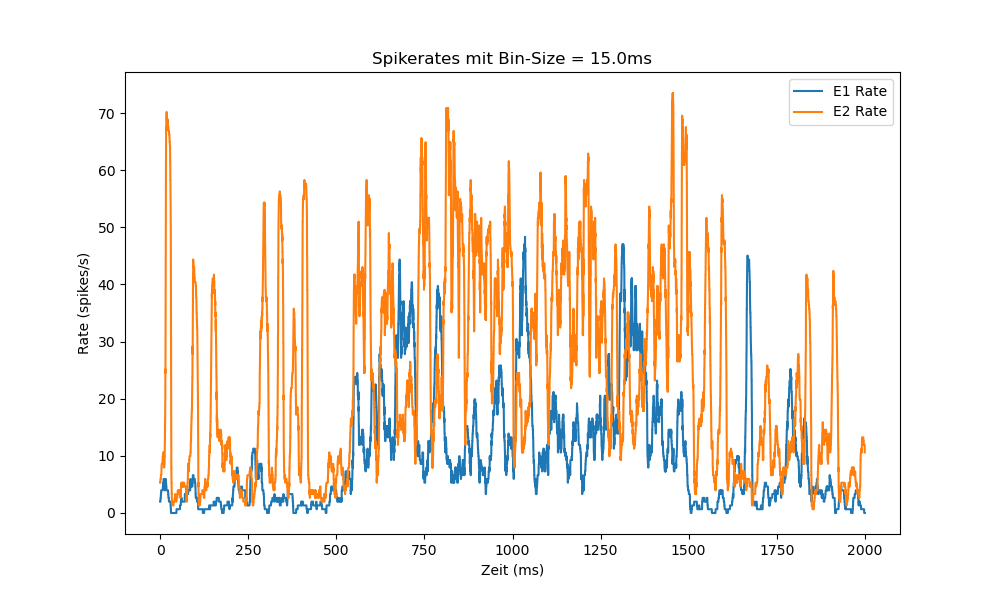 Spikerates mit Bin-Size = 15.0ms
E1 Rate
E2 Rate
Rate (spikes/s)
70
60
50
40
30
20
10
0
0 250 500 750 1000 1250 1500 1750 2000
Zeit (ms)